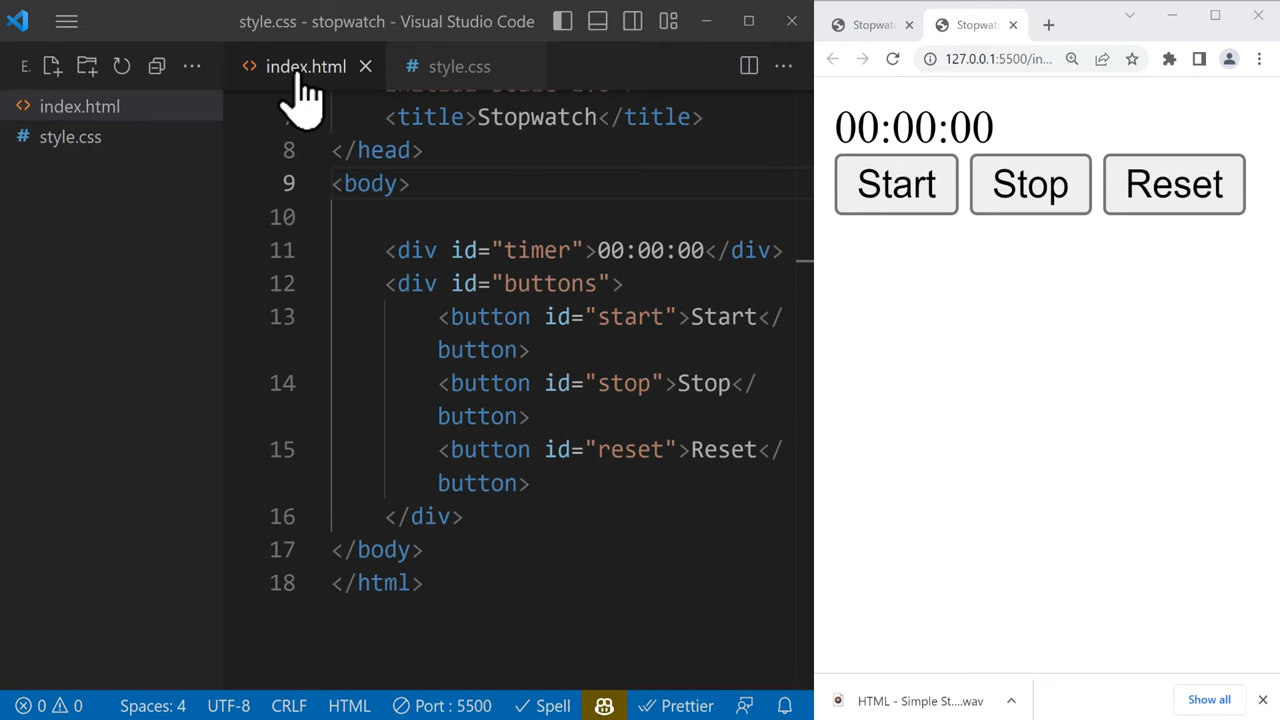 style.css - stopwatch - Visual Studio Code
E.
index.html
style.css
index.html
style.css
7 <title>Stopwatch</title>
8 </head>
9 <body>
10
11 <div id="timer">00:00:00</div>
12 <div id="buttons">
13 <button id="start">Start</
button>
14 <button id="stop">Stop</
button>
15 <button id="reset">Reset</
button>
16 </div>
17 </body>
18 </html>
0 0 Spaces: 4 UTF-8 CRLF HTML Port : 5500 Spell Prettier
Stopwatc
Stopwatc
127.0.0.1:5500/in...
00:00:00
Start Stop Reset
HTML - Simple St....wav
Show all